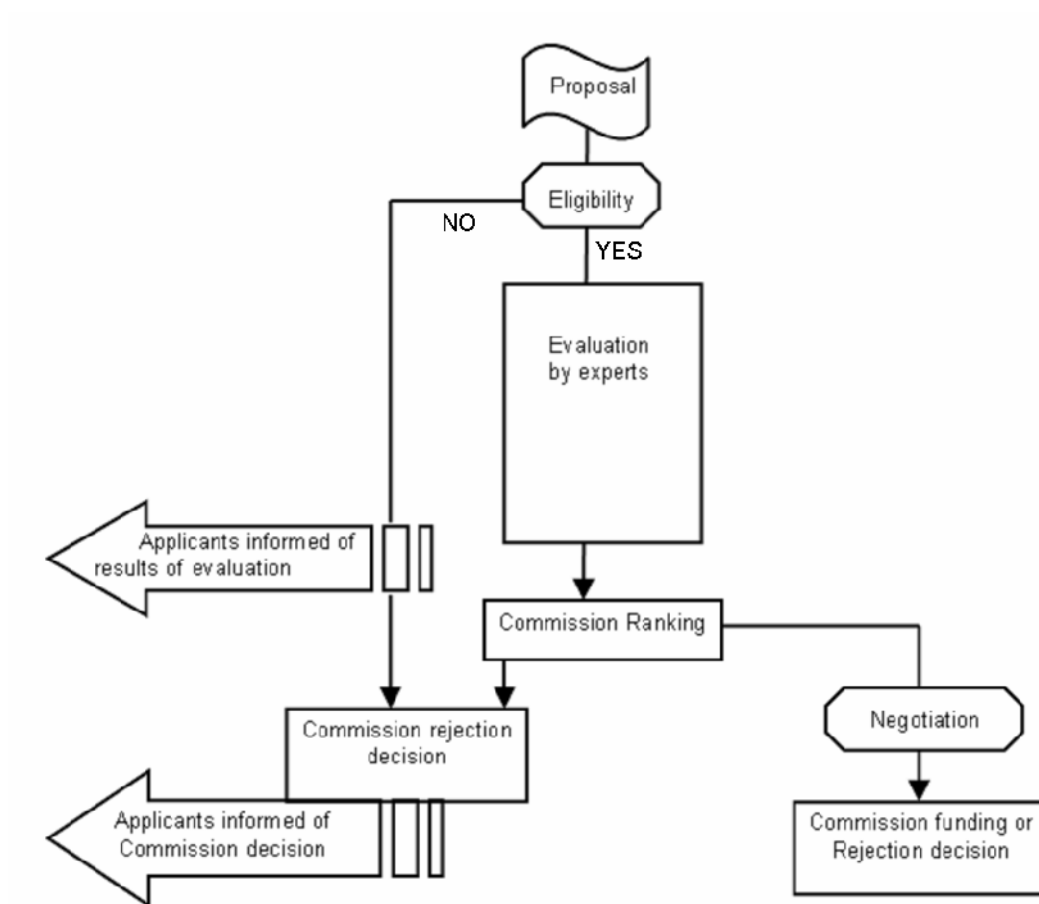 Proposal
Eligibility
NO
YES
Evaluation
by experts
Applicants informed of
results of evaluation
Commission Ranking
Commission rejection
decision
Negotiation
Applicants informed of
Commission decision
Commission funding or
Rejection decision